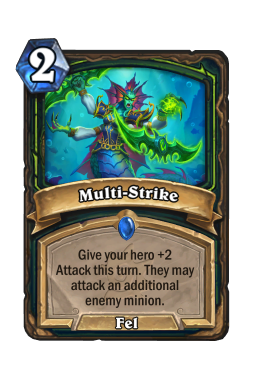 2
Multi-Strike
Give your hero +2
Attack this turn. They may
attack an additional
enemy minion.
Fel